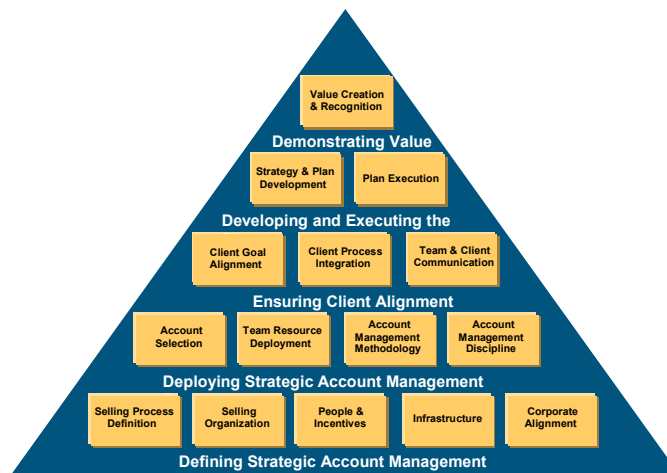 Value Creation
& Recognition
Demonstrating Value
Strategy & Plan
Development
Plan Execution
Developing and Executing the
Client Goal
Alignment
Client Process
Integration
Team & Client
Communication
Ensuring Client Alignment
Account
Selection
Team Resource
Deployment
Account
Management
Methodology
Account
Management
Discipline
Deploying Strategic Account Management
Selling Process
Definition
Selling
Organization
People &
Incentives
Infrastructure
Corporate
Alignment
Defining Strategic Account Management